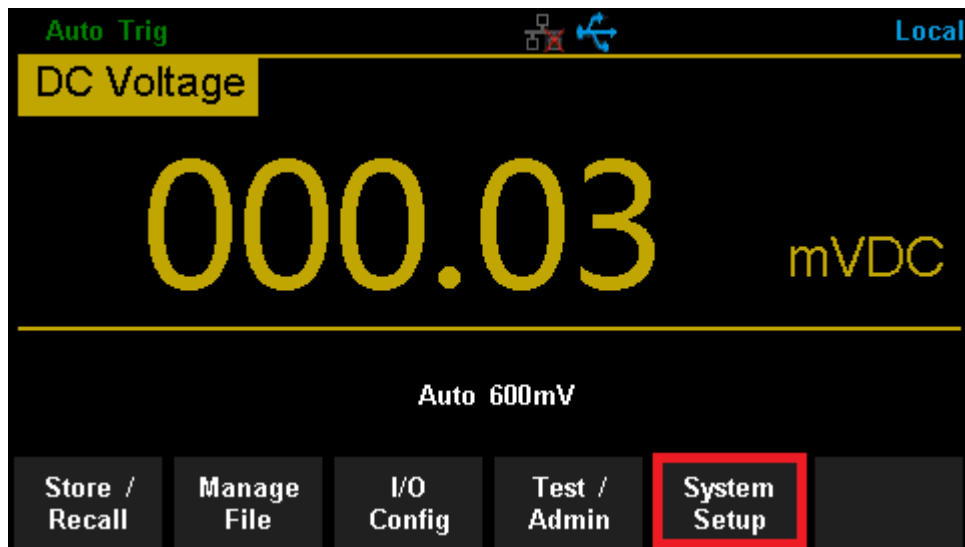 Auto Trig Local
DC Voltage
000.03 mVDC
Auto 600mV
Store / Manage I/O Test / System
Recall File Config Admin Setup